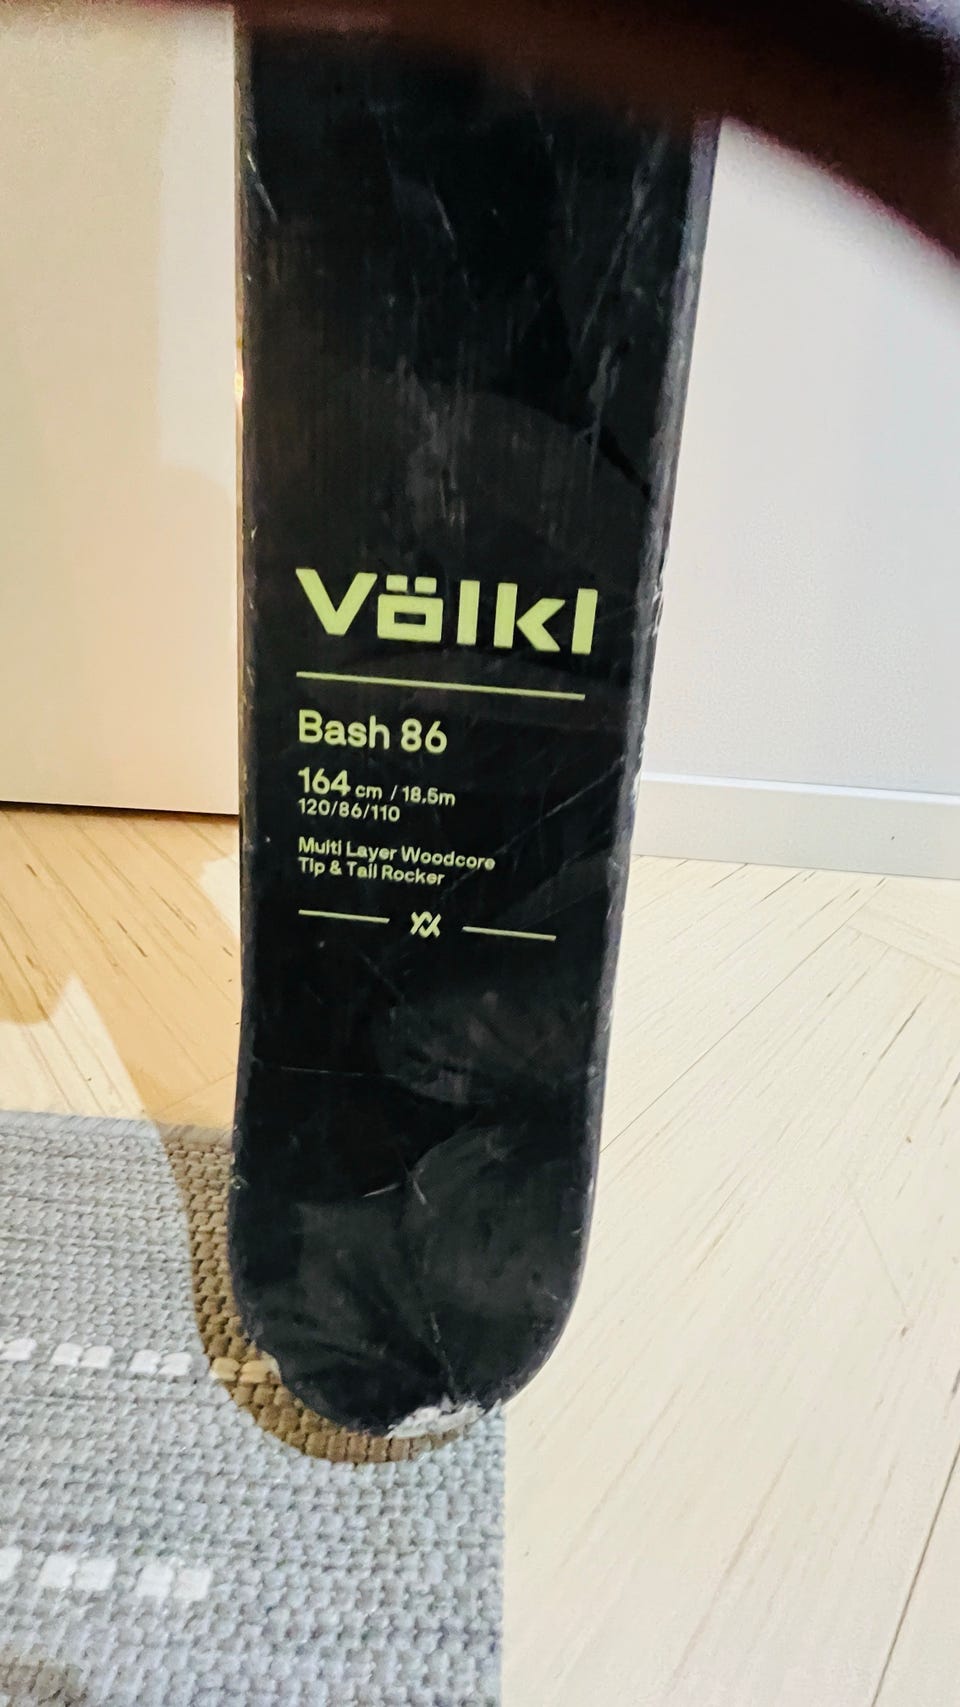 Völkl
Bash 86
164 cm / 18.5m
120/86/110
Multi Layer Woodcore
Tip & Tail Rocker